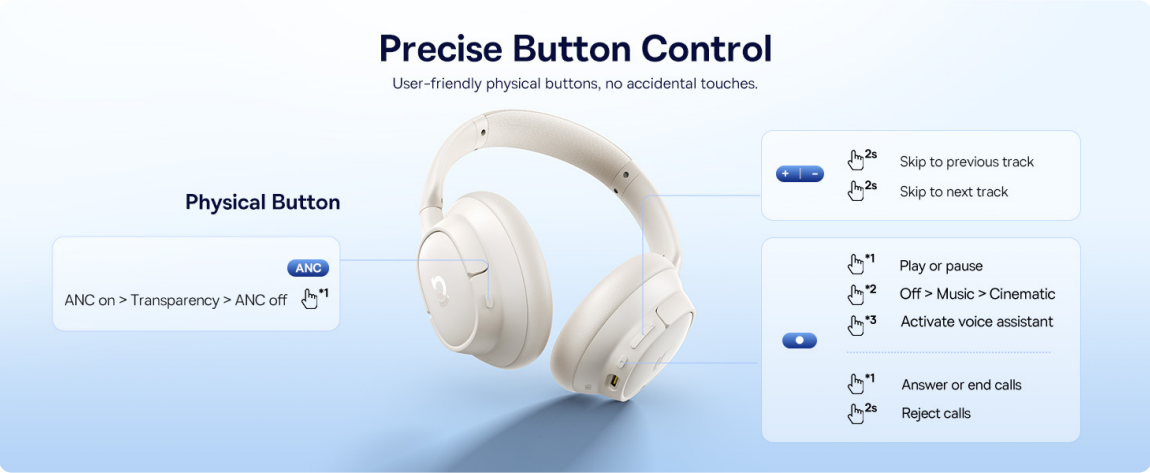 Precise Button Control
User-friendly physical buttons, no accidental touches.
Physical Button
ANC
ANC on > Transparency > ANC off *1
+ | -
2s Skip to previous track
2s Skip to next track
*1 Play or pause
*2 Off > Music > Cinematic
*3 Activate voice assistant
*1 Answer or end calls
2s Reject calls